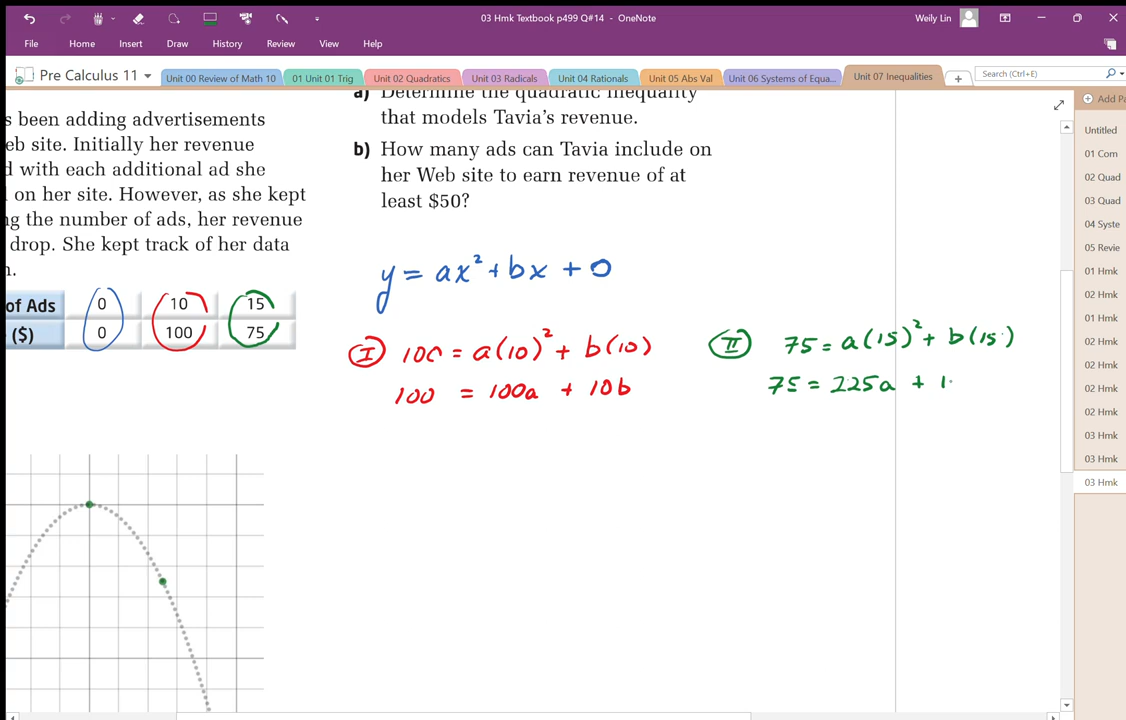 03 Hmk Textbook p499 Q#14 - OneNote
Weily Lin
File Home Insert Draw History Review View Help
Pre Calculus 11
Unit 00 Review of Math 10
01 Unit 01 Trig
Unit 02 Quadratics
Unit 03 Radicals
Unit 04 Rationals
Unit 05 Abs Val
Unit 06 Systems of Equa...
Unit 07 Inequalities
Search (Ctrl+E)
Add Pa
Untitled
01 Com
02 Quad
03 Quad
04 Syste
05 Revie
01 Hmk
02 Hmk
01 Hmk
02 Hmk
02 Hmk
02 Hmk
02 Hmk
03 Hmk
03 Hmk
03 Hmk
s been adding advertisements
eb site. Initially her revenue
d with each additional ad she
on her site. However, as she kept
ng the number of ads, her revenue
drop. She kept track of her data
n.
of Ads 0 10 15
($) 0 100 75
a) Determine the quadratic inequality
that models Tavia's revenue.
b) How many ads can Tavia include on
her Web site to earn revenue of at
least $50?
y = ax² + bx + 0
I 100 = a(10)² + b(10)
100 = 100a + 10b
II 75 = a(15)² + b(15)
75 = 225a + 1